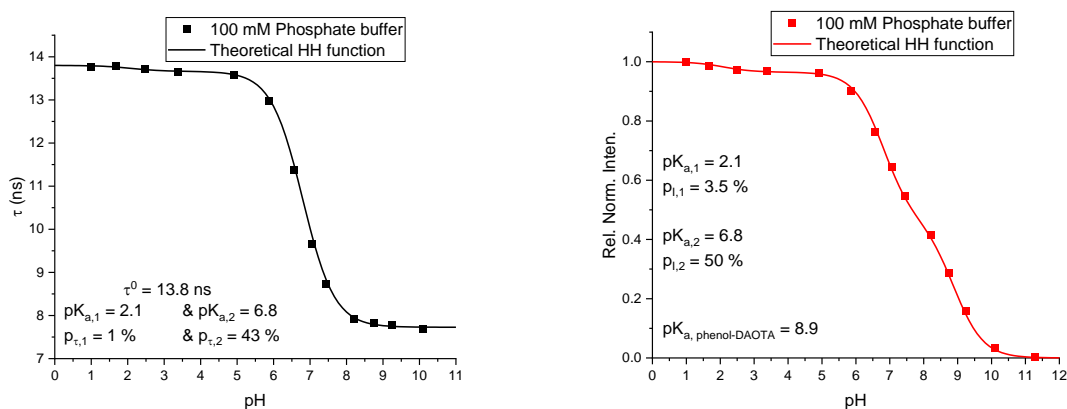 100 mM Phosphate buffer
Theoretical HH function
14
13
12
11
10
9
8
7
τ (ns)
τ⁰ = 13.8 ns
pKₐ,₁ = 2.1 & pKₐ,₂ = 6.8
p_τ,₁ = 1 % & p_τ,₂ = 43 %
0 1 2 3 4 5 6 7 8 9 10 11
pH
100 mM Phosphate buffer
Theoretical HH function
1.0
0.8
0.6
0.4
0.2
0.0
Rel. Norm. Inten.
pKₐ,₁ = 2.1
p_I,₁ = 3.5 %
pKₐ,₂ = 6.8
p_I,₂ = 50 %
pKₐ, phenol-DAOTA = 8.9
0 1 2 3 4 5 6 7 8 9 10 11 12
pH